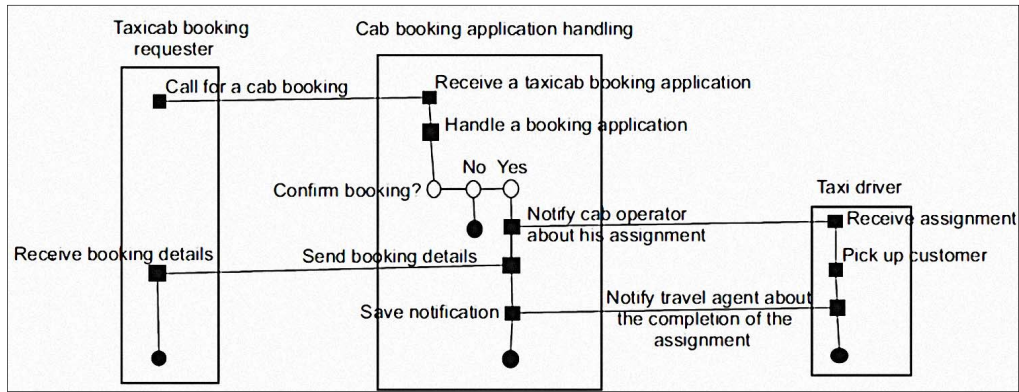 Taxicab booking
requester
Cab booking application handling
Call for a cab booking
Receive a taxicab booking application
Handle a booking application
No Yes
Confirm booking?
Taxi driver
Notify cab operator
about his assignment
Receive assignment
Receive booking details
Send booking details
Pick up customer
Save notification
Notify travel agent about
the completion of the
assignment